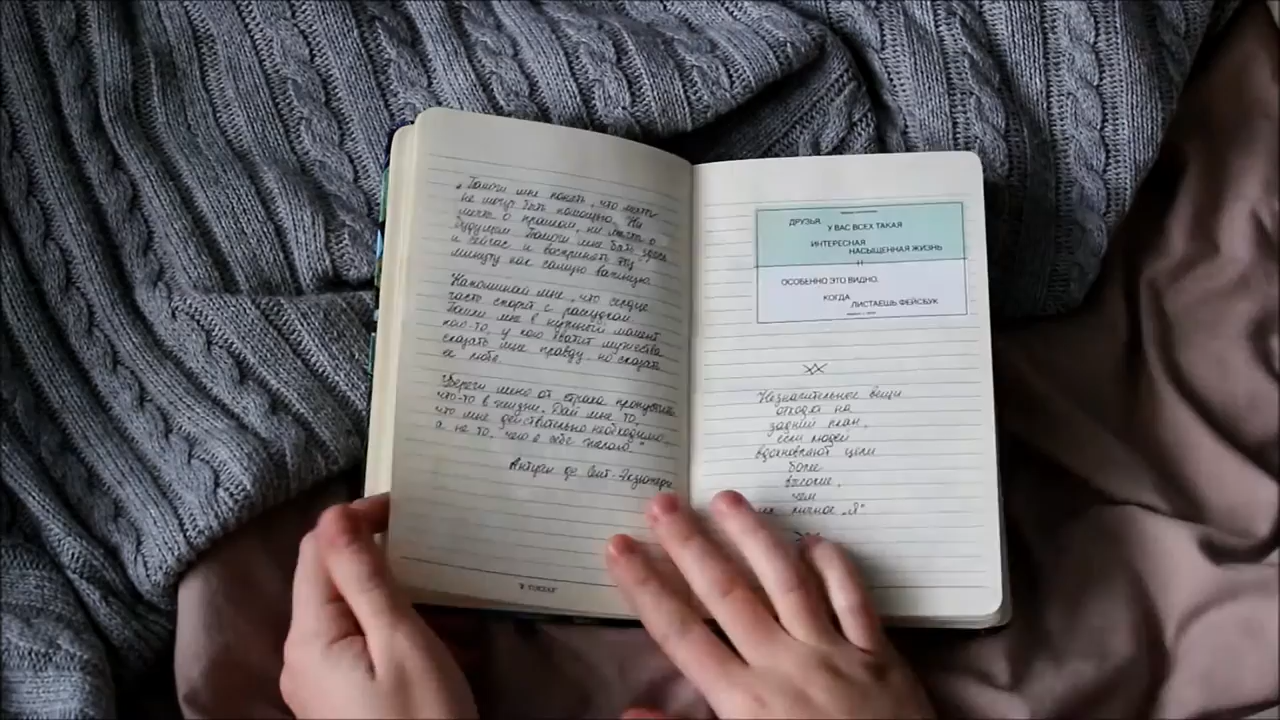 „Помоги мне понять, что мечты
не могут быть помощью. Ни
мечты о прошлом, ни мечты о
будущем. Помоги мне быть здесь
и сейчас и воспринять эту
минуту как самую важную.
Напоминай мне, что сердце
часто спорит с рассудком.
Пошли мне в нужный момент
кого-то, у кого хватит мужества
сказать мне правду, но сказать
ее любя.
Убереги меня от страха пропустить
что-то в жизни. Дай мне то,
что мне действительно необходимо,
а не то, чего я себе желаю."
Антуан де Сент-Экзюпери
ДРУЗЬЯ,
У ВАС ВСЕХ ТАКАЯ
ИНТЕРЕСНАЯ
НАСЫЩЕННАЯ ЖИЗНЬ
ОСОБЕННО ЭТО ВИДНО,
КОГДА
ЛИСТАЕШЬ ФЕЙСБУК
Незначительные вещи
отходят на
задний план,
если людей
вдохновляют цели
более
высокие,
чем
их личное „Я"